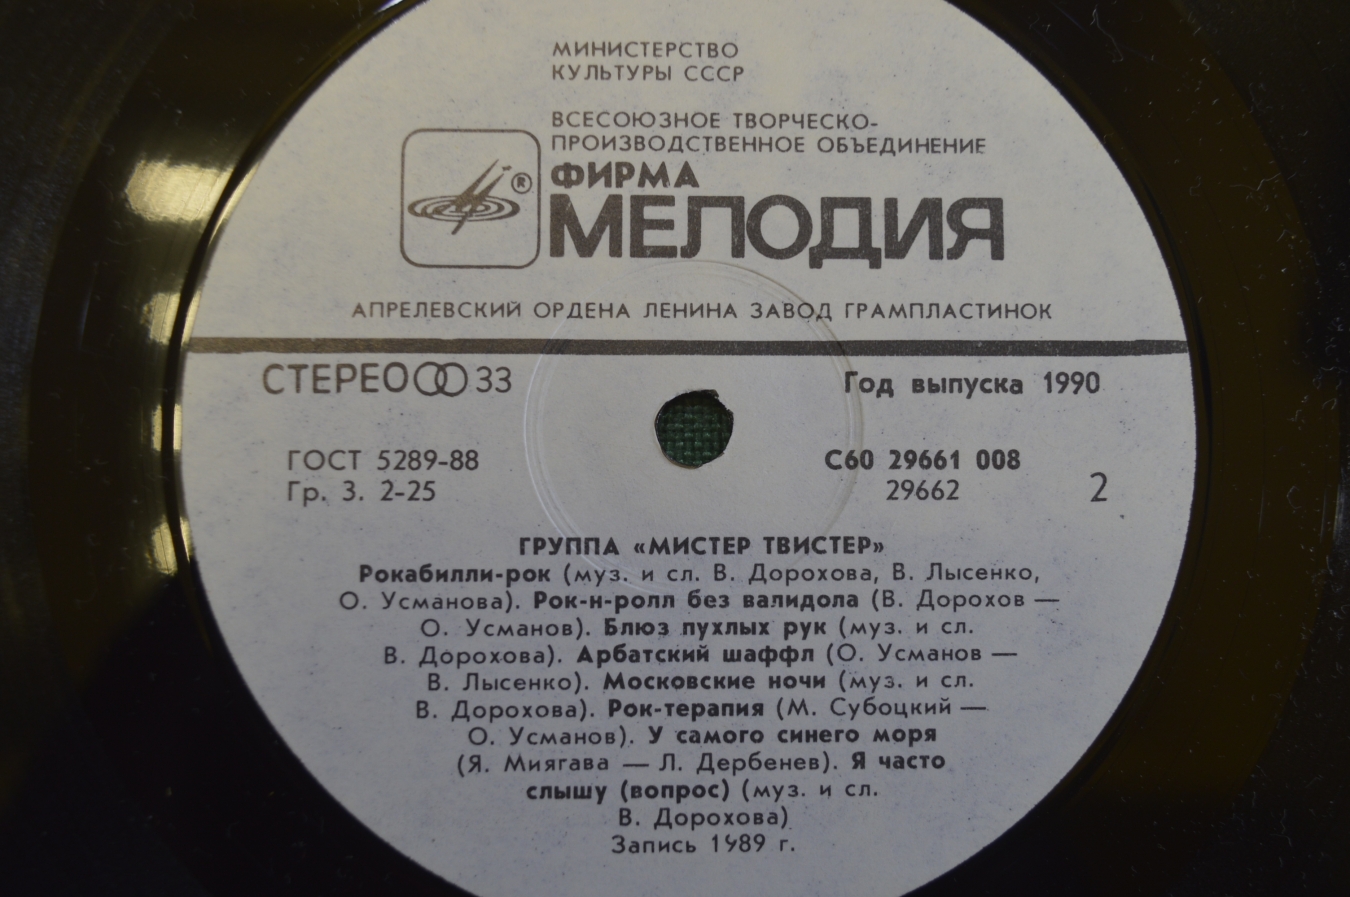 МИНИСТЕРСТВО
КУЛЬТУРЫ СССР
ВСЕСОЮЗНОЕ ТВОРЧЕСКО-
ПРОИЗВОДСТВЕННОЕ ОБЪЕДИНЕНИЕ
ФИРМА
МЕЛОДИЯ
®
АПРЕЛЕВСКИЙ ОРДЕНА ЛЕНИНА ЗАВОД ГРАМПЛАСТИНОК
СТЕРЕО 33
Год выпуска 1990
ГОСТ 5289-88
Гр. 3. 2-25
С60 29661 008
29662
2
ГРУППА «МИСТЕР ТВИСТЕР»
Рокабилли-рок (муз. и сл. В. Дорохова, В. Лысенко,
О. Усманова). Рок-н-ролл без валидола (В. Дорохов —
О. Усманов). Блюз пухлых рук (муз. и сл.
В. Дорохова). Арбатский шаффл (О. Усманов —
В. Лысенко). Московские ночи (муз. и сл.
В. Дорохова). Рок-терапия (М. Субоцкий —
О. Усманов). У самого синего моря
(Я. Миягава — Л. Дербенев). Я часто
слышу (вопрос) (муз. и сл.
В. Дорохова)
Запись 1989 г.